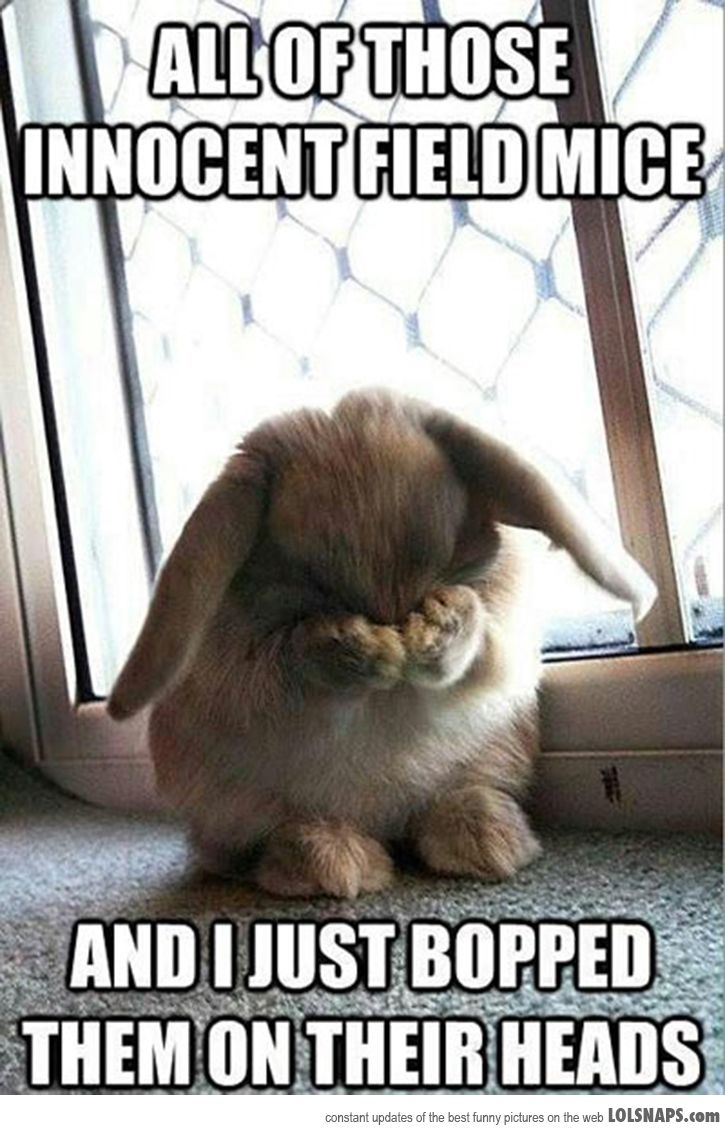 ALL OF THOSE
INNOCENT FIELD MICE
AND I JUST BOPPED
THEM ON THEIR HEADS
constant updates of the best funny pictures on the web LOLSNAPS.com